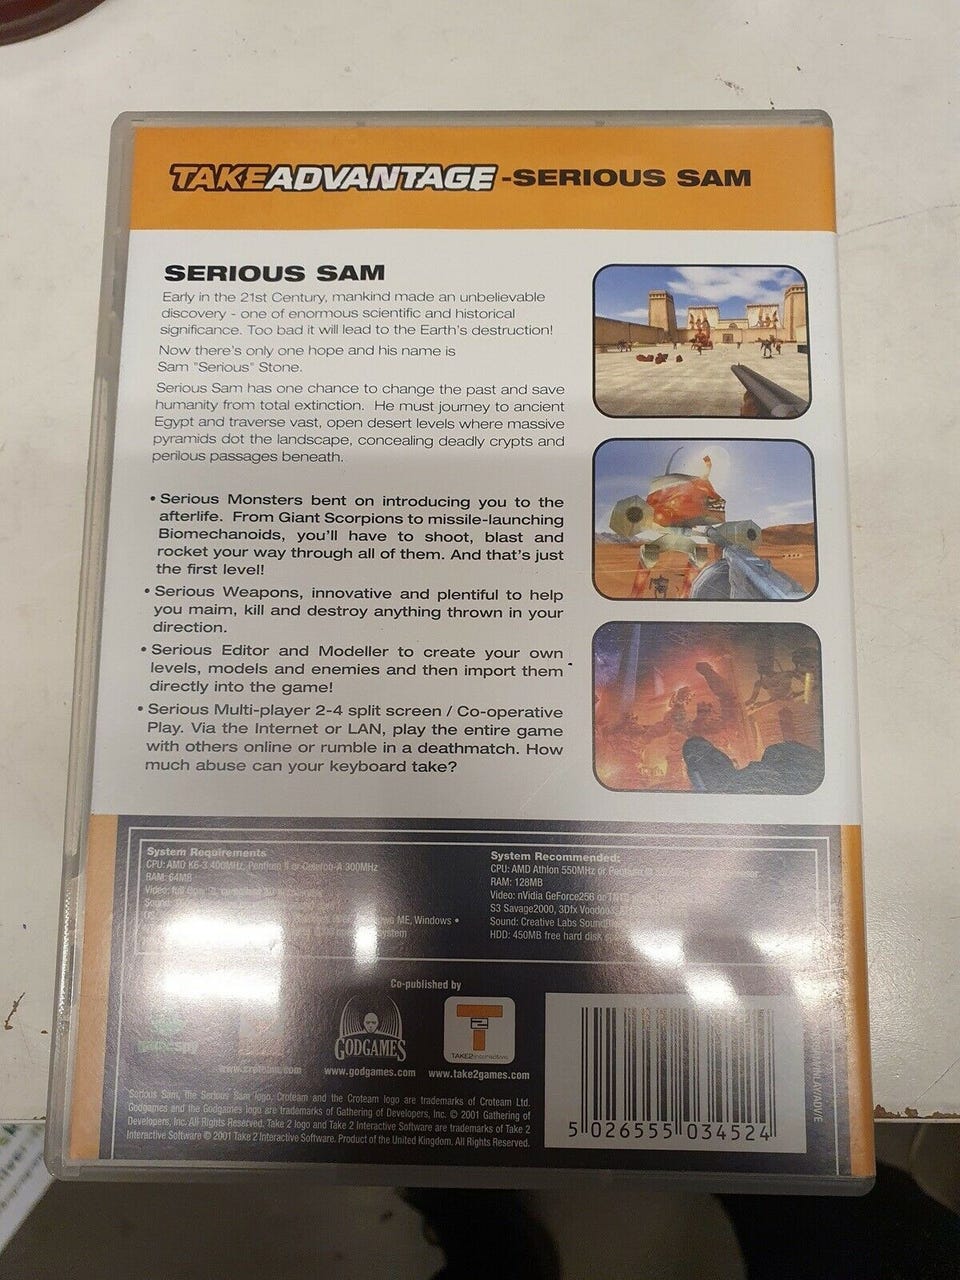 TAKEADVANTAGE -SERIOUS SAM
SERIOUS SAM
Early in the 21st Century, mankind made an unbelievable
discovery - one of enormous scientific and historical
significance. Too bad it will lead to the Earth's destruction!
Now there's only one hope and his name is
Sam "Serious" Stone.
Serious Sam has one chance to change the past and save
humanity from total extinction. He must journey to ancient
Egypt and traverse vast, open desert levels where massive
pyramids dot the landscape, concealing deadly crypts and
perilous passages beneath.
• Serious Monsters bent on introducing you to the
afterlife. From Giant Scorpions to missile-launching
Biomechanoids, you'll have to shoot, blast and
rocket your way through all of them. And that's just
the first level!
• Serious Weapons, innovative and plentiful to help
you maim, kill and destroy anything thrown in your
direction.
• Serious Editor and Modeller to create your own
levels, models and enemies and then import them
directly into the game!
• Serious Multi-player 2-4 split screen / Co-operative
Play. Via the Internet or LAN, play the entire game
with others online or rumble in a deathmatch. How
much abuse can your keyboard take?
System Requirements
CPU: AMD K6-3 400MHz, Pentium II or Celeron-A 300MHz
RAM: 64MB
Video: full
Sound:
ME, Windows •
system
System Recommended:
CPU: AMD Athlon 550MHz or Pentium
RAM: 128MB
Video: nVidia GeForce256 or TNT2
S3 Savage2000, 3Dfx Voodoo5
Sound: Creative Labs
HDD: 450MB free hard disk
Co-published by
GODGAMES
TAKE2 interactive
www.croteam.com
www.godgames.com
www.take2games.com
Serious Sam, the Serious Sam logo, Croteam and the Croteam logo are trademarks of Croteam Ltd.
Godgames and the Godgames logo are trademarks of Gathering of Developers, Inc. © 2001 Gathering of
Developers, Inc. All Rights Reserved. Take 2 logo and Take 2 Interactive Software are trademarks of Take 2
Interactive Software © 2001 Take 2 Interactive Software. Product of the United Kingdom. All Rights Reserved.
5 026555 034524